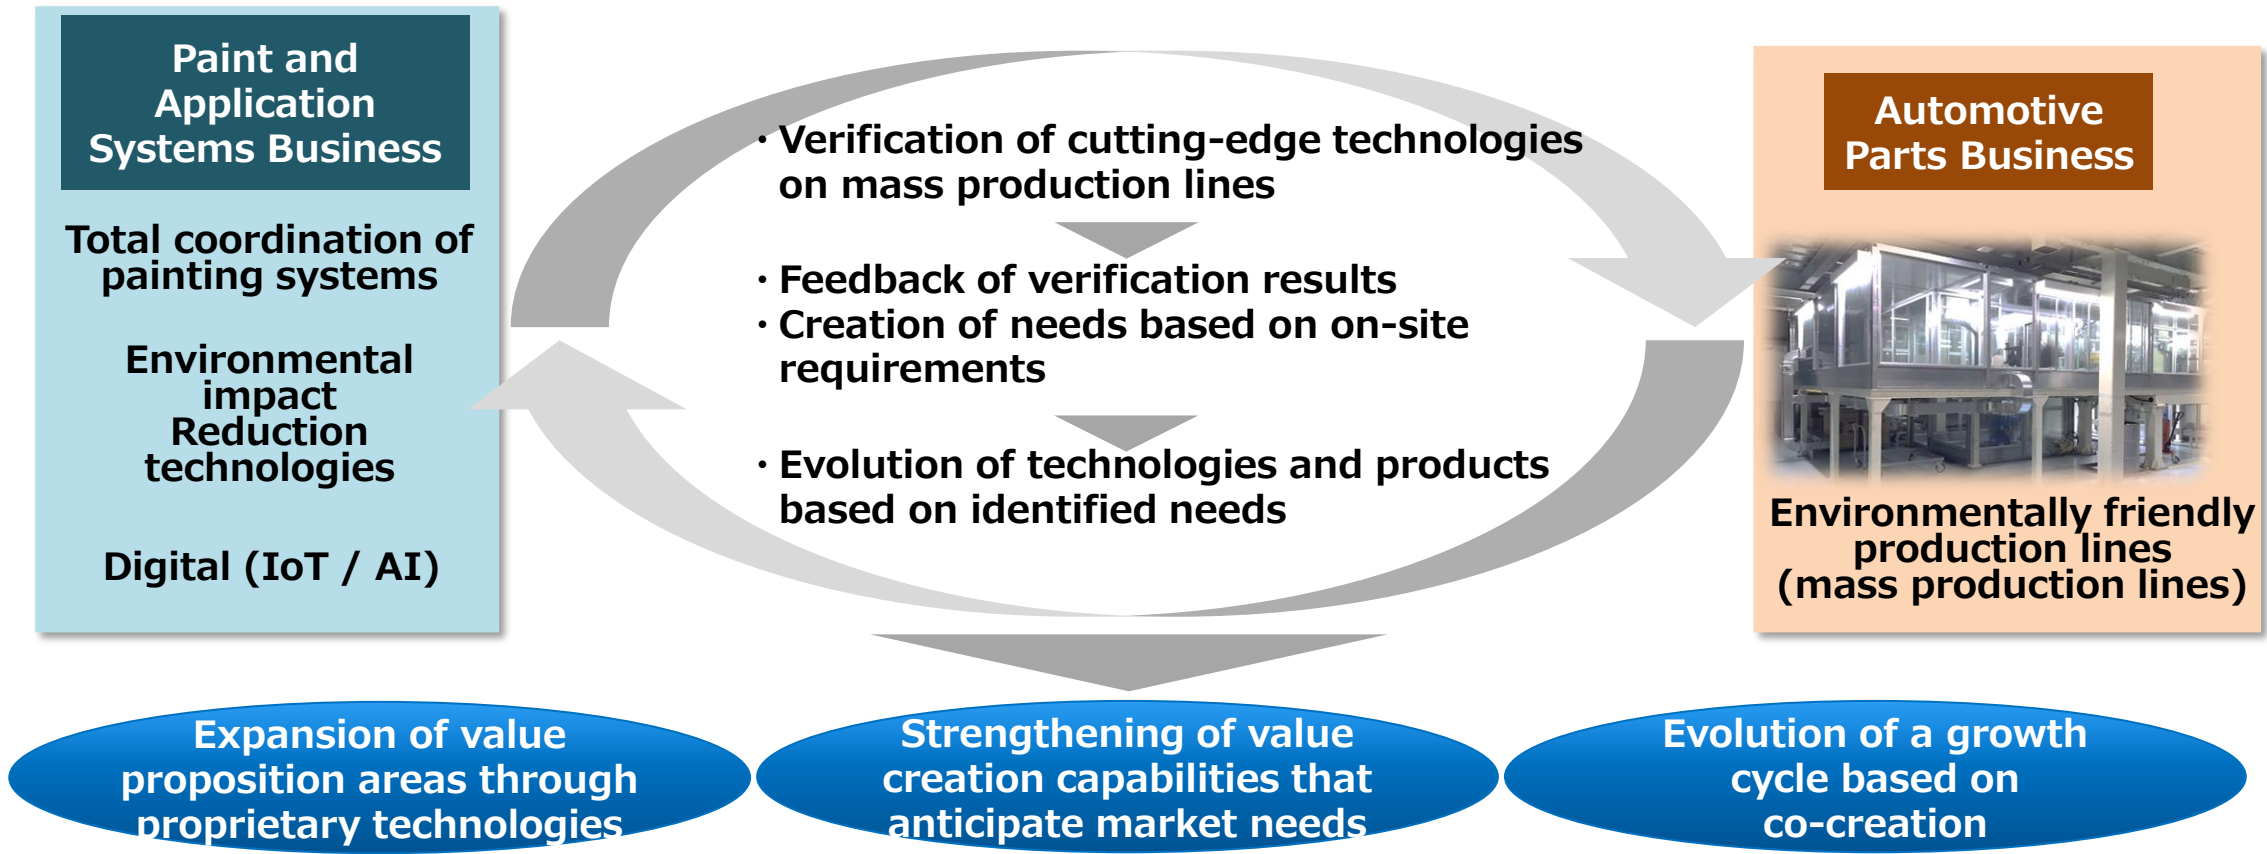 Paint and
Application
Systems Business
Total coordination of
painting systems
Environmental
impact
Reduction
technologies
Digital (IoT / AI)
・Verification of cutting-edge technologies
on mass production lines
・Feedback of verification results
・Creation of needs based on on-site
requirements
・Evolution of technologies and products
based on identified needs
Automotive
Parts Business
Environmentally friendly
production lines
(mass production lines)
Expansion of value
proposition areas through
proprietary technologies
Strengthening of value
creation capabilities that
anticipate market needs
Evolution of a growth
cycle based on
co-creation